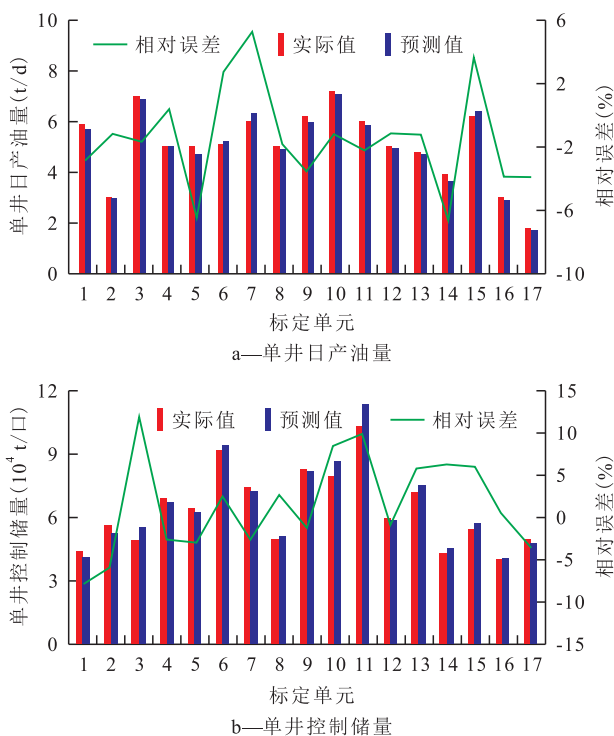 相对误差 实际值 预测值
单井日产油量(t/d)
10
8
6
4
2
0
6
2
-2
-6
-10
相对误差(%)
1 2 3 4 5 6 7 8 9 10 11 12 13 14 15 16 17
标定单元
a—单井日产油量
实际值 预测值 相对误差
单井控制储量(10⁴ t/口)
12
9
6
3
0
15
10
5
0
-5
-10
-15
相对误差(%)
1 2 3 4 5 6 7 8 9 10 11 12 13 14 15 16 17
标定单元
b—单井控制储量